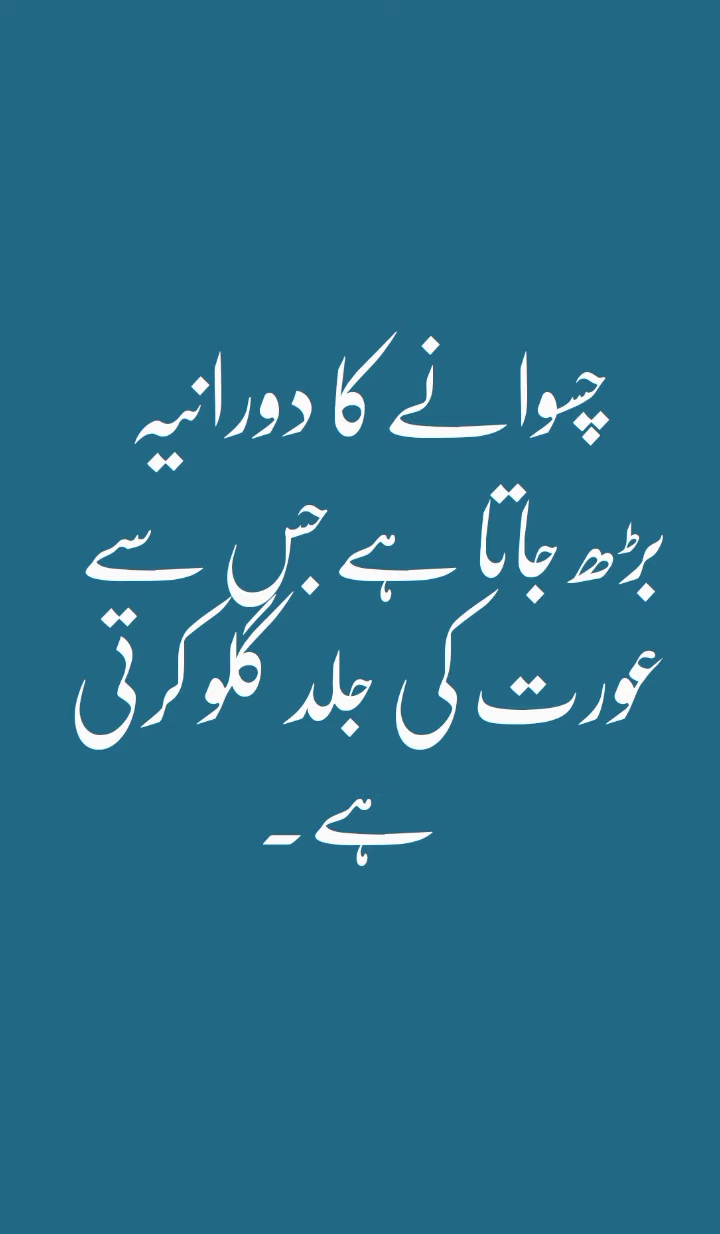 چسوانے کا دورانیہ
بڑھ جاتا ہے جس سے
عورت کی جلد گلو کرتی
ہے ۔